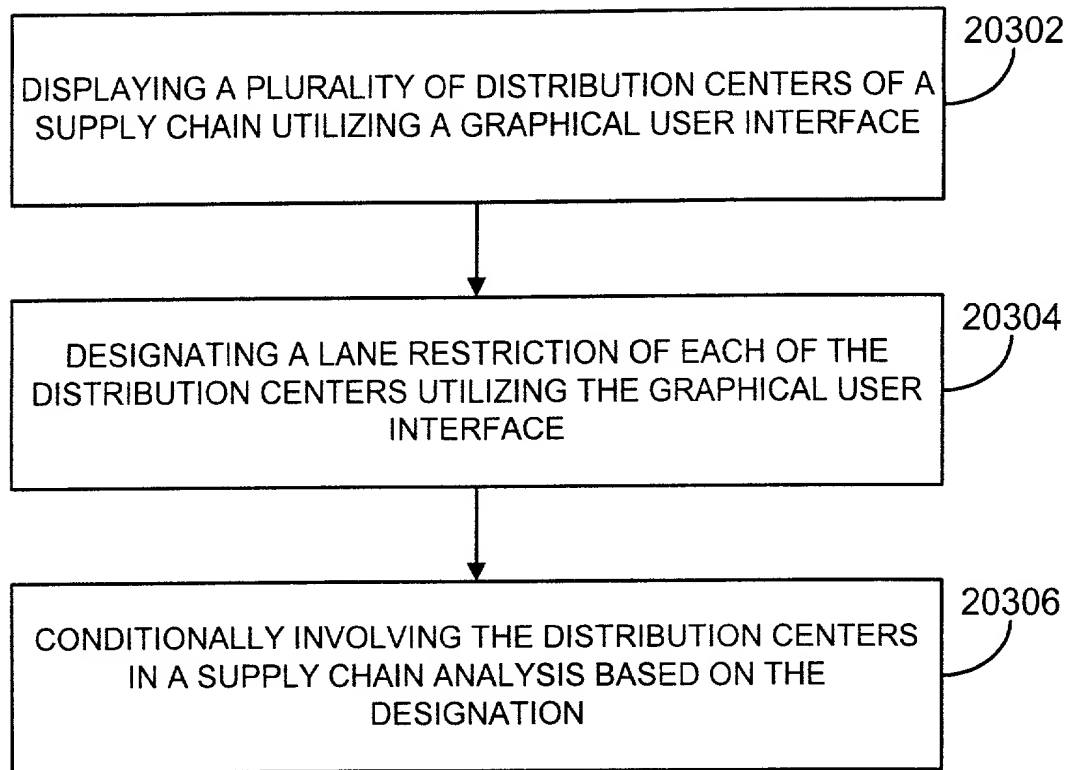 20302
DISPLAYING A PLURALITY OF DISTRIBUTION CENTERS OF A
SUPPLY CHAIN UTILIZING A GRAPHICAL USER INTERFACE
20304
DESIGNATING A LANE RESTRICTION OF EACH OF THE
DISTRIBUTION CENTERS UTILIZING THE GRAPHICAL USER
INTERFACE
20306
CONDITIONALLY INVOLVING THE DISTRIBUTION CENTERS
IN A SUPPLY CHAIN ANALYSIS BASED ON THE
DESIGNATION